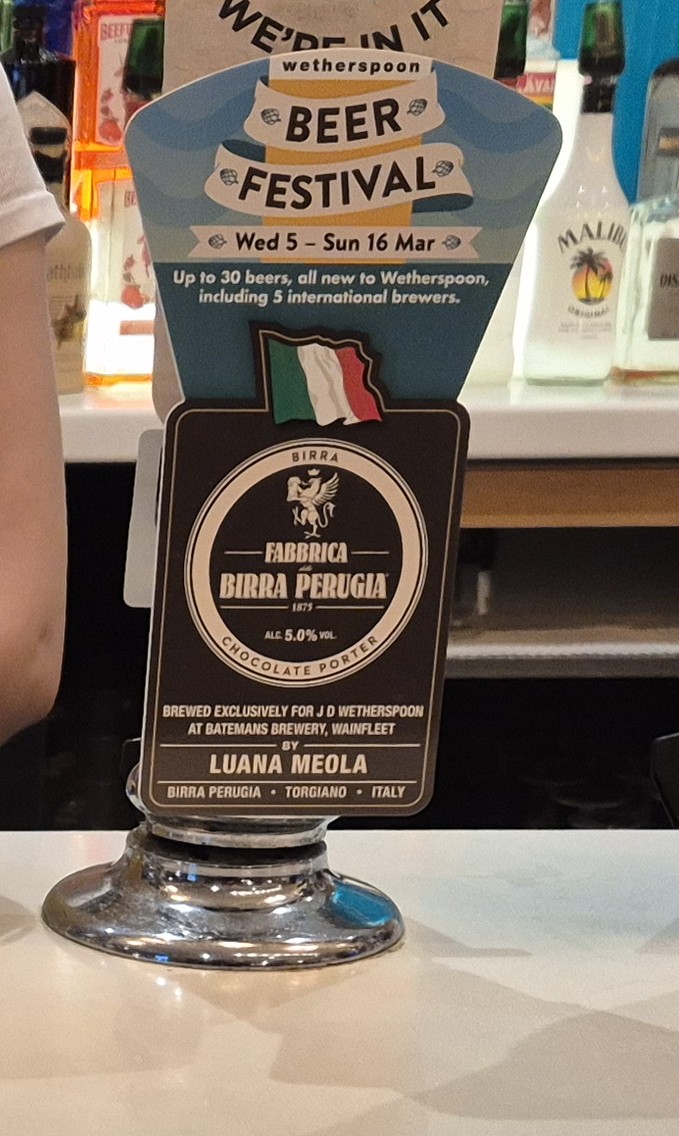 WE'RE IN IT
wetherspoon
BEER
FESTIVAL
Wed 5 – Sun 16 Mar
Up to 30 beers, all new to Wetherspoon,
including 5 international brewers.
BIRRA
FABBRICA
della
BIRRA PERUGIA
1875
ALC. 5.0% VOL.
CHOCOLATE PORTER
BREWED EXCLUSIVELY FOR J D WETHERSPOON
AT BATEMANS BREWERY, WAINFLEET
BY
LUANA MEOLA
BIRRA PERUGIA • TORGIANO • ITALY
MALIBU
ORIGINAL